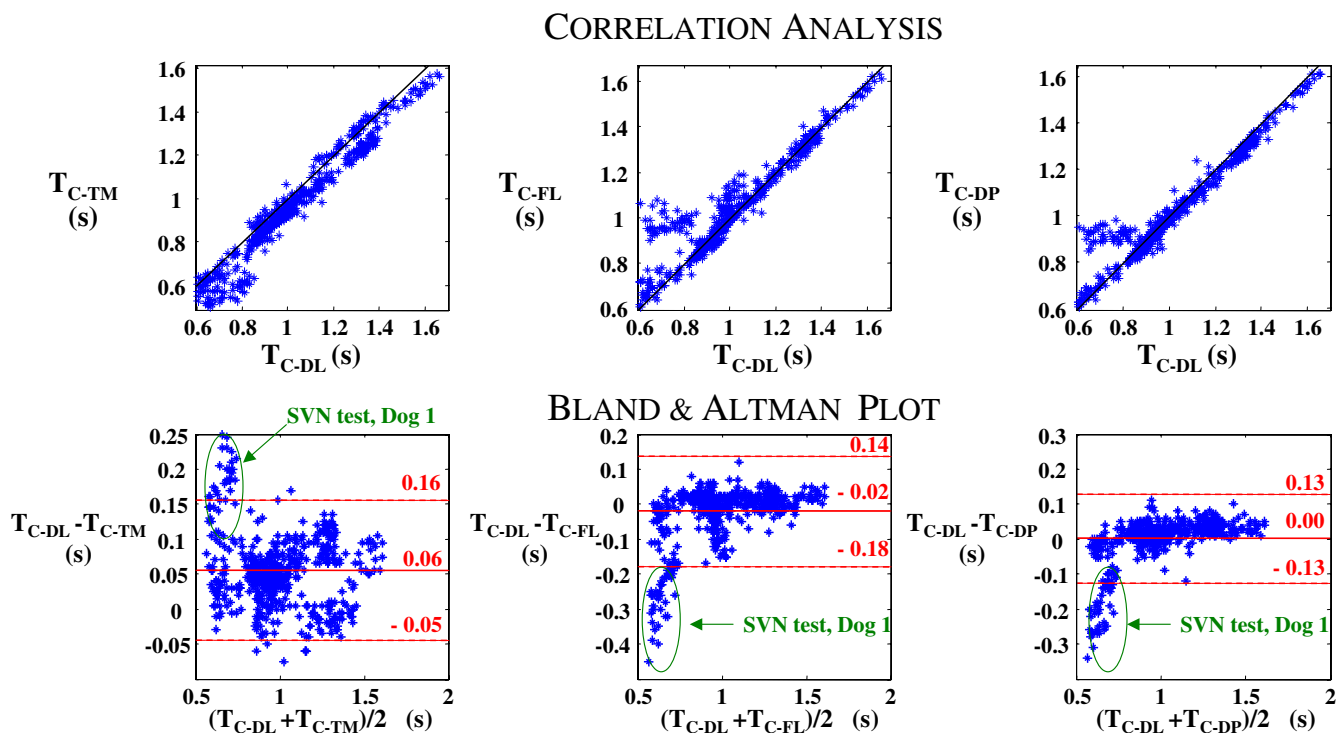 CORRELATION ANALYSIS
1.6
1.4
1.2
1
0.8
0.6
T_C-TM
(s)
0.6 0.8 1 1.2 1.4 1.6
T_C-DL (s)
1.6
1.4
1.2
1
0.8
0.6
T_C-FL
(s)
0.6 0.8 1 1.2 1.4 1.6
T_C-DL (s)
1.6
1.4
1.2
1
0.8
0.6
T_C-DP
(s)
0.6 0.8 1 1.2 1.4 1.6
T_C-DL (s)
BLAND & ALTMAN PLOT
SVN test, Dog 1
0.25
0.2
0.15
0.1
0.05
0
-0.05
T_C-DL -T_C-TM
(s)
0.16
0.06
- 0.05
0.5 1 1.5 2
(T_C-DL +T_C-TM)/2 (s)
0.2
0.1
0
-0.1
-0.2
-0.3
-0.4
T_C-DL -T_C-FL
(s)
0.14
- 0.02
- 0.18
SVN test, Dog 1
0.5 1 1.5 2
(T_C-DL +T_C-FL)/2 (s)
0.3
0.2
0.1
0
-0.1
-0.2
-0.3
T_C-DL -T_C-DP
(s)
0.13
0.00
- 0.13
SVN test, Dog 1
0.5 1 1.5 2
(T_C-DL +T_C-DP)/2 (s)